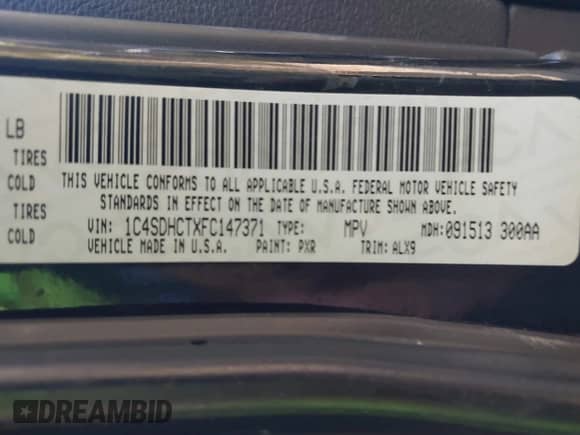 LB
TIRES
COLD THIS VEHICLE CONFORMS TO ALL APPLICABLE U.S.A. FEDERAL MOTOR VEHICLE SAFETY
TIRES STANDARDS IN EFFECT ON THE DATE OF MANUFACTURE SHOWN ABOVE.
COLD VIN: 1C4SDHCTXFC147371 TYPE: MPV MDH:091513 300AA
VEHICLE MADE IN U.S.A. PAINT: PXR TRIM: ALX9
DREAMBID